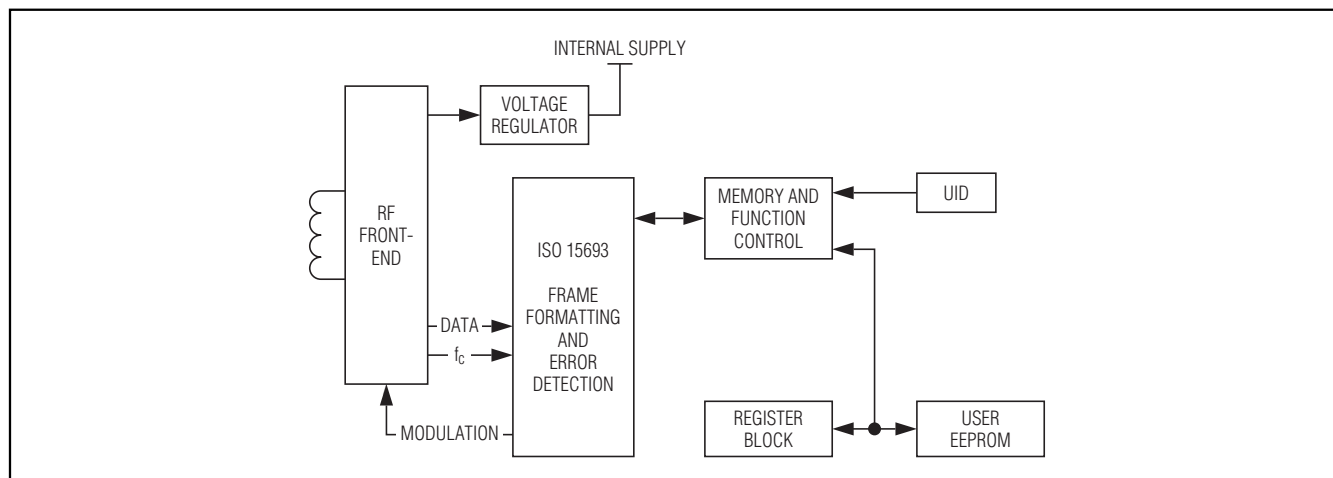 INTERNAL SUPPLY
VOLTAGE
REGULATOR
RF
FRONT-
END
ISO 15693
FRAME
FORMATTING
AND
ERROR
DETECTION
MEMORY AND
FUNCTION
CONTROL
UID
DATA
fC
MODULATION
REGISTER
BLOCK
USER
EEPROM